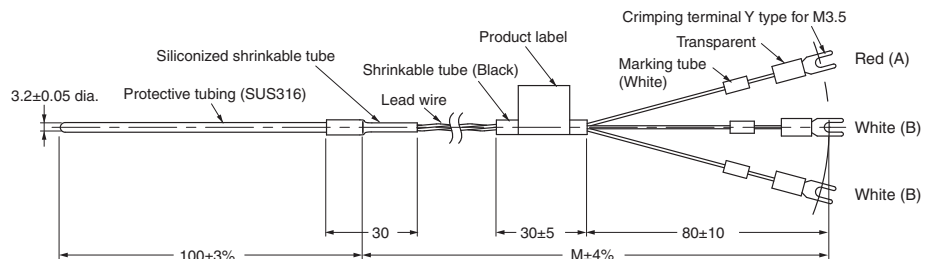 Crimping terminal Y type for M3.5
Product label
Transparent
Siliconized shrinkable tube
Marking tube
(White)
Red (A)
Shrinkable tube (Black)
3.2±0.05 dia.
Protective tubing (SUS316)
Lead wire
White (B)
White (B)
30
30±5
80±10
100±3%
M±4%